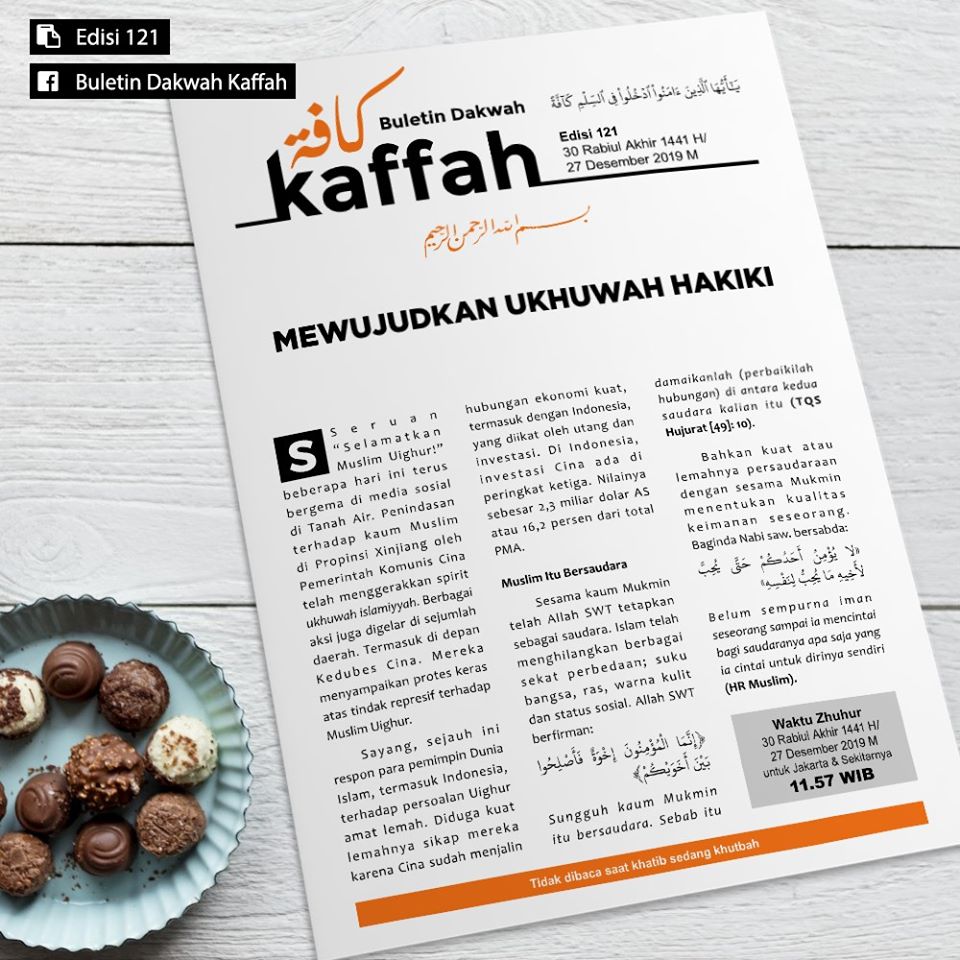 Edisi 121
Buletin Dakwah Kaffah
كافة
Buletin Dakwah
kaffah
يَـٰٓأَيُّهَا ٱلَّذِينَ ءَامَنُوا۟ ٱدْخُلُوا۟ فِى ٱلسِّلْمِ كَآفَّةً
Edisi 121
30 Rabiul Akhir 1441 H/
27 Desember 2019 M
بسم الله الرحمن الرحيم
MEWUJUDKAN UKHUWAH HAKIKI
Seruan
“Selamatkan
Muslim Uighur!”
beberapa hari ini terus
bergema di media sosial
di Tanah Air. Penindasan
terhadap kaum Muslim
di Propinsi Xinjiang oleh
Pemerintah Komunis Cina
telah menggerakkan spirit
ukhuwah islamiyyah. Berbagai
aksi juga digelar di sejumlah
daerah. Termasuk di depan
Kedubes Cina. Mereka
menyampaikan protes keras
atas tindak represif terhadap
Muslim Uighur.
Sayang, sejauh ini
respon para pemimpin Dunia
Islam, termasuk Indonesia,
terhadap persoalan Uighur
amat lemah. Diduga kuat
lemahnya sikap mereka
karena Cina sudah menjalin
hubungan ekonomi kuat,
termasuk dengan Indonesia,
yang diikat oleh utang dan
investasi. Di Indonesia,
investasi Cina ada di
peringkat ketiga. Nilainya
sebesar 2,3 miliar dolar AS
atau 16,2 persen dari total
PMA.
Muslim Itu Bersaudara
Sesama kaum Mukmin
telah Allah SWT tetapkan
sebagai saudara. Islam telah
menghilangkan berbagai
sekat perbedaan; suku
bangsa, ras, warna kulit
dan status sosial. Allah SWT
berfirman:
﴿إِنَّمَا الْمُؤْمِنُونَ إِخْوَةٌ فَأَصْلِحُوا
بَيْنَ أَخَوَيْكُمْ﴾
Sungguh kaum Mukmin
itu bersaudara. Sebab itu
damaikanlah (perbaikilah
hubungan) di antara kedua
saudara kalian itu (TQS
Hujurat [49]: 10).
Bahkan kuat atau
lemahnya persaudaraan
dengan sesama Mukmin
menentukan kualitas
keimanan seseorang.
Baginda Nabi saw. bersabda:
«لَا يُؤْمِنُ أَحَدُكُمْ حَتَّى يُحِبَّ
لِأَخِيهِ مَا يُحِبُّ لِنَفْسِهِ»
Belum sempurna iman
seseorang sampai ia mencintai
bagi saudaranya apa saja yang
ia cintai untuk dirinya sendiri
(HR Muslim).
Waktu Zhuhur
30 Rabiul Akhir 1441 H/
27 Desember 2019 M
untuk Jakarta & Sekitarnya
11.57 WIB
Tidak dibaca saat khatib sedang khutbah